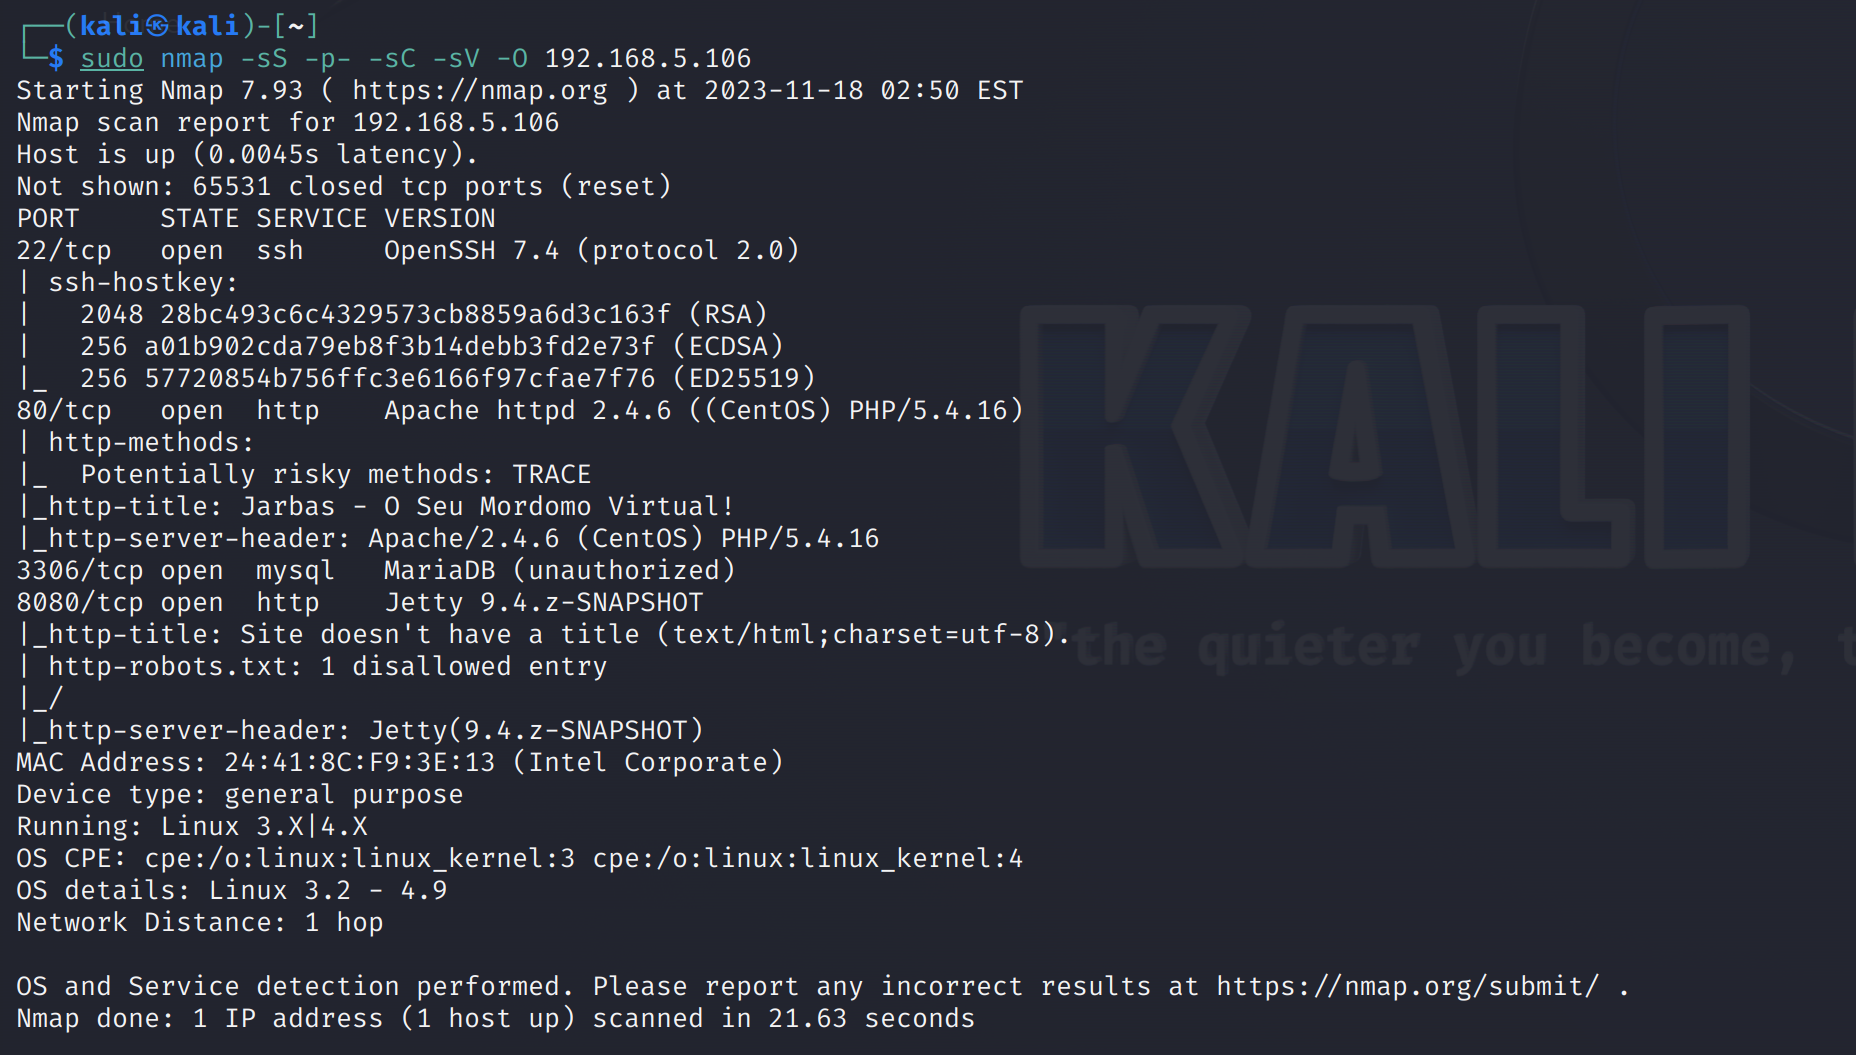 ┌──(kali㉿kali)-[~]
└─$ sudo nmap -sS -p- -sC -sV -O 192.168.5.106
Starting Nmap 7.93 ( https://nmap.org ) at 2023-11-18 02:50 EST
Nmap scan report for 192.168.5.106
Host is up (0.0045s latency).
Not shown: 65531 closed tcp ports (reset)
PORT     STATE SERVICE VERSION
22/tcp   open  ssh     OpenSSH 7.4 (protocol 2.0)
| ssh-hostkey:
|   2048 28bc493c6c4329573cb8859a6d3c163f (RSA)
|   256 a01b902cda79eb8f3b14debb3fd2e73f (ECDSA)
|_  256 57720854b756ffc3e6166f97cfae7f76 (ED25519)
80/tcp   open  http    Apache httpd 2.4.6 ((CentOS) PHP/5.4.16)
| http-methods:
|_  Potentially risky methods: TRACE
|_http-title: Jarbas - O Seu Mordomo Virtual!
|_http-server-header: Apache/2.4.6 (CentOS) PHP/5.4.16
3306/tcp open  mysql   MariaDB (unauthorized)
8080/tcp open  http    Jetty 9.4.z-SNAPSHOT
|_http-title: Site doesn't have a title (text/html;charset=utf-8).
| http-robots.txt: 1 disallowed entry
|_/
|_http-server-header: Jetty(9.4.z-SNAPSHOT)
MAC Address: 24:41:8C:F9:3E:13 (Intel Corporate)
Device type: general purpose
Running: Linux 3.X|4.X
OS CPE: cpe:/o:linux:linux_kernel:3 cpe:/o:linux:linux_kernel:4
OS details: Linux 3.2 - 4.9
Network Distance: 1 hop
OS and Service detection performed. Please report any incorrect results at https://nmap.org/submit/ .
Nmap done: 1 IP address (1 host up) scanned in 21.63 seconds
KALI
"the quieter you become, t